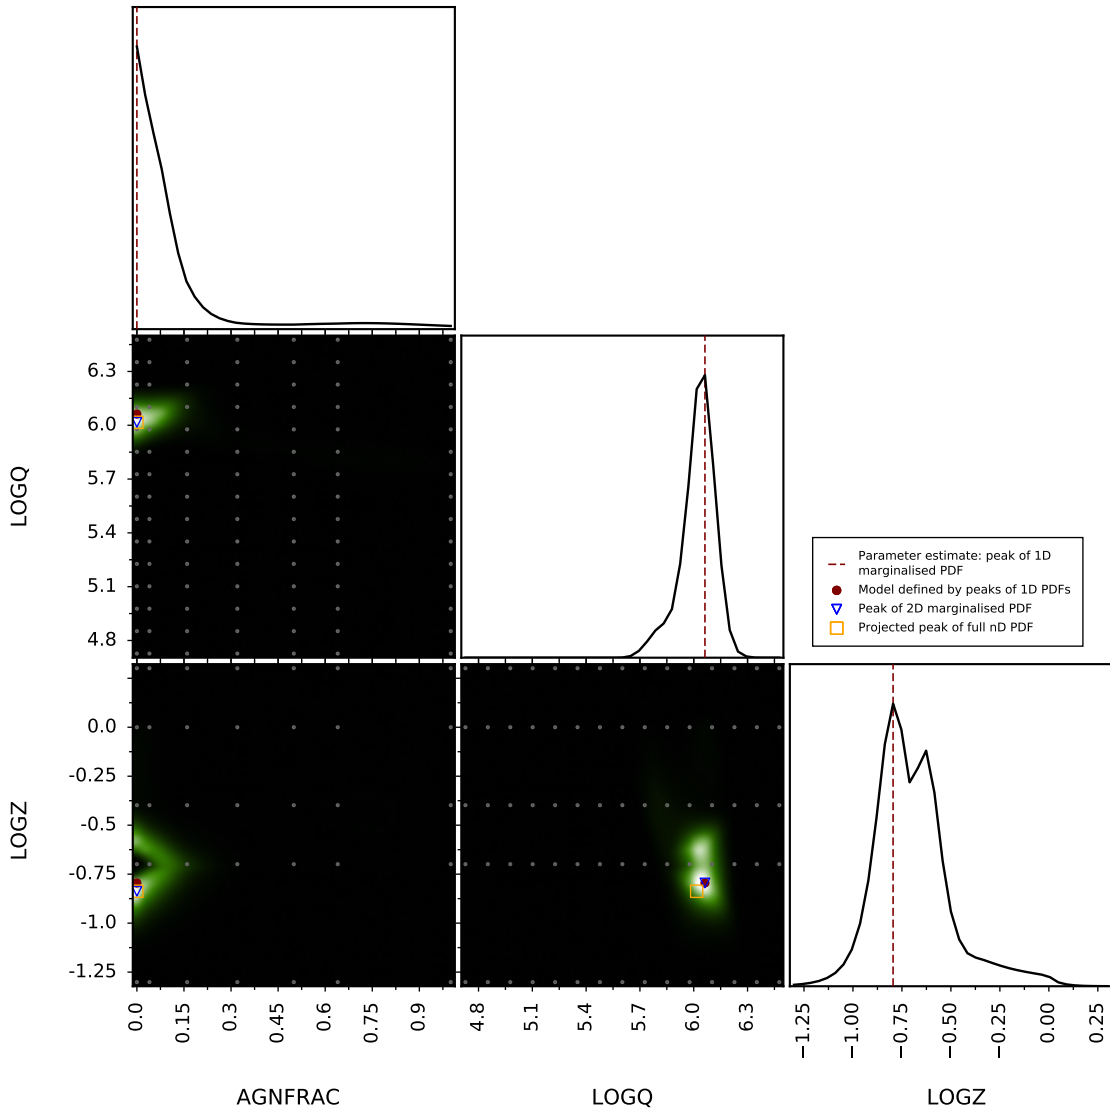 6.3
6.0
5.7
5.4
5.1
4.8
LOGQ
Parameter estimate: peak of 1D
marginalised PDF
Model defined by peaks of 1D PDFs
Peak of 2D marginalised PDF
Projected peak of full nD PDF
0.0
-0.25
-0.5
-0.75
-1.0
-1.25
LOGZ
0.0 0.15 0.3 0.45 0.6 0.75 0.9
4.8 5.1 5.4 5.7 6.0 6.3
−1.25 −1.00 −0.75 −0.50 −0.25 0.00 0.25
AGNFRAC LOGQ LOGZ